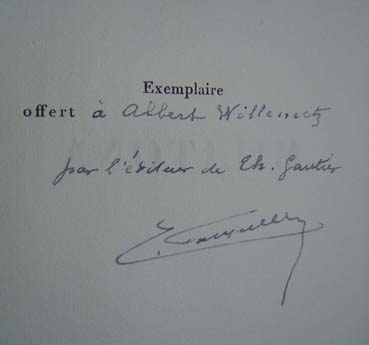 Exemplaire
offert à Albert Willemetz
par l'éditeur de Th. Gautier